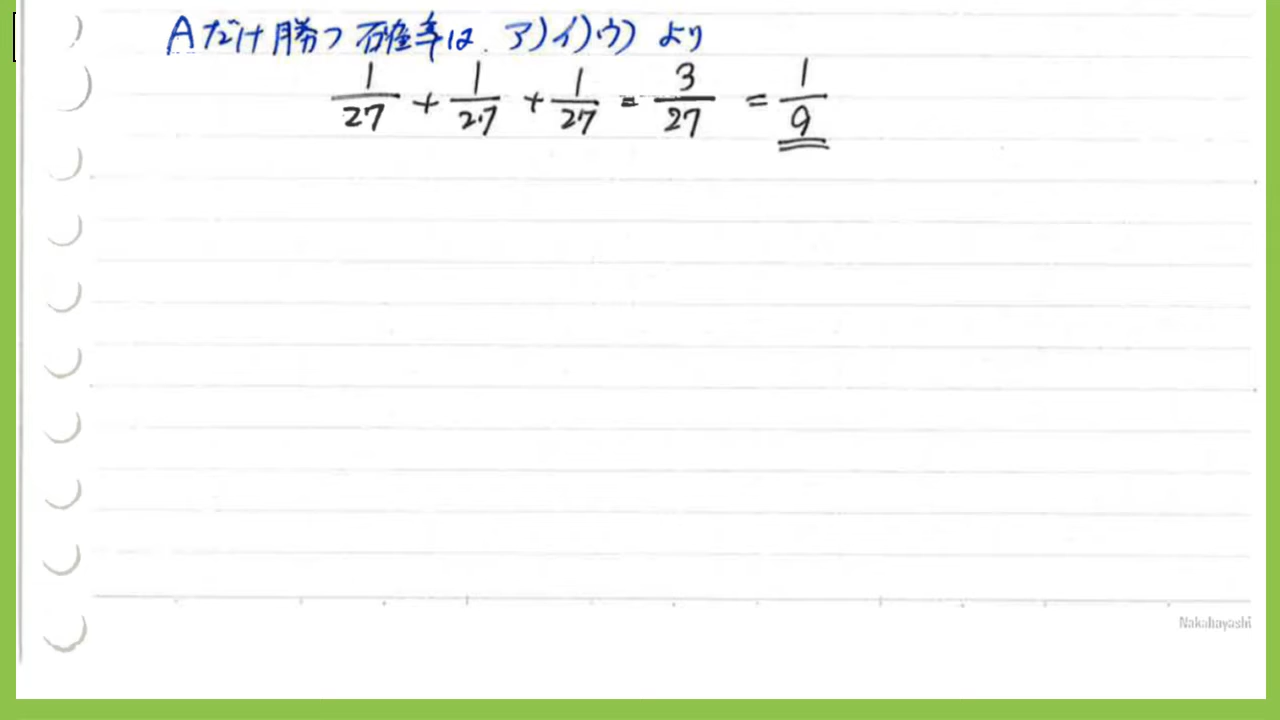 Aだけ勝つ確率は、ア)イ)ウ) より
1/27 + 1/27 + 1/27 = 3/27 = 1/9
Nakabayashi